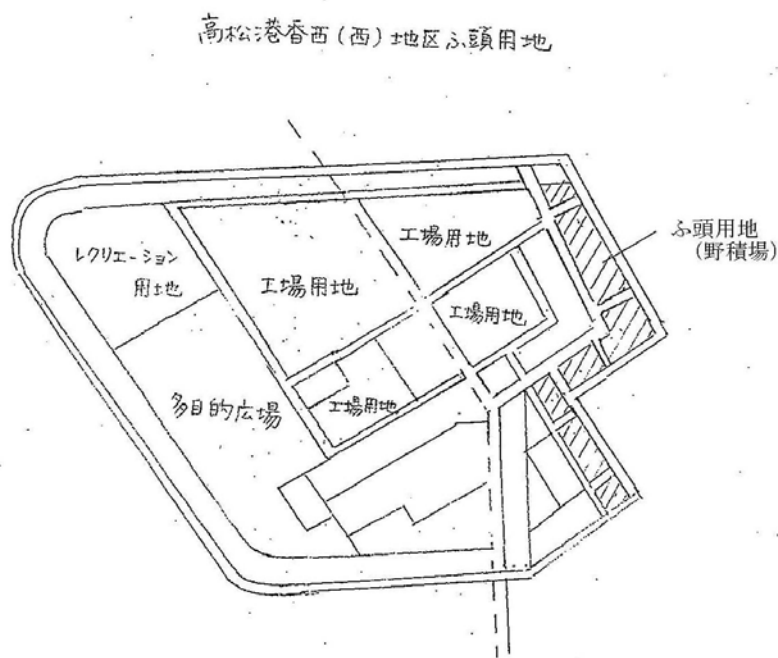 高松港香西(西)地区ふ頭用地
工場用地
ふ頭用地
(野積場)
レクリエーション
用地
工場用地
工場用地
多目的広場
工場用地